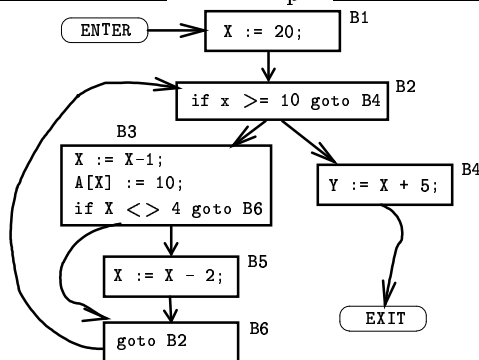 ENTER
X := 20;
B1
if x >= 10 goto B4
B2
B3
X := X-1;
A[X] := 10;
if X <> 4 goto B6
Y := X + 5;
B4
X := X - 2;
B5
goto B2
B6
EXIT